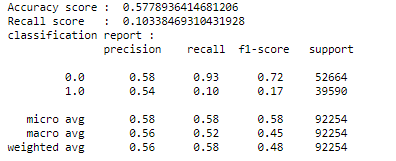 Accuracy score :  0.5778936414681206
Recall score   :  0.10338469310431928
classification report :
              precision    recall  f1-score   support
         0.0       0.58      0.93      0.72     52664
         1.0       0.54      0.10      0.17     39590
   micro avg       0.58      0.58      0.58     92254
   macro avg       0.56      0.52      0.45     92254
weighted avg       0.56      0.58      0.48     92254